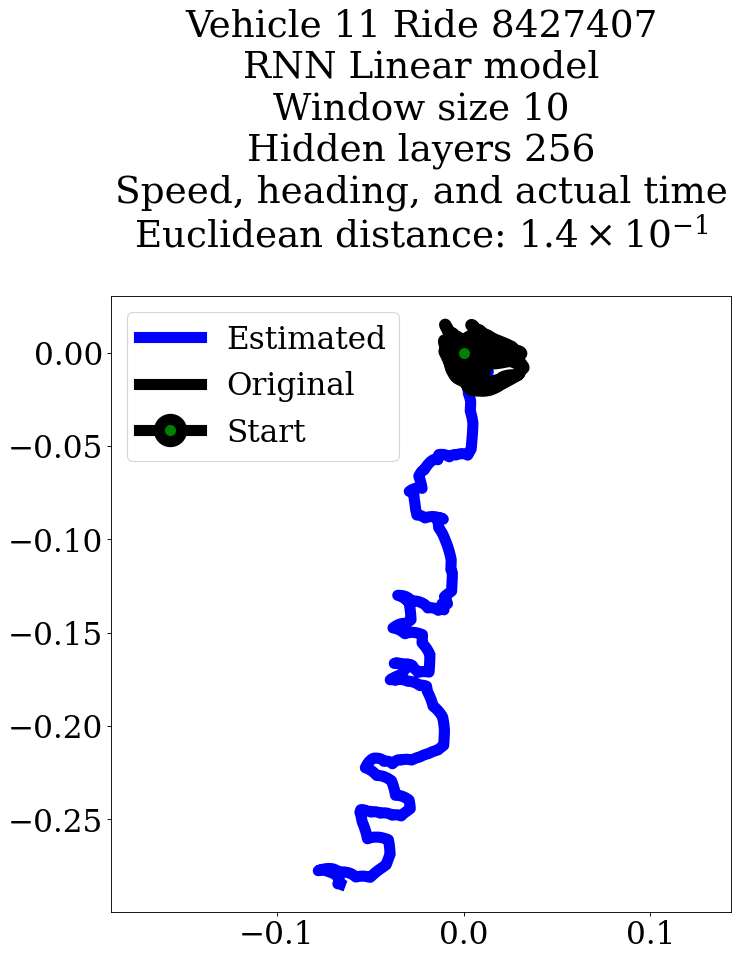 Vehicle 11 Ride 8427407
RNN Linear model
Window size 10
Hidden layers 256
Speed, heading, and actual time
Euclidean distance: 1.4 × 10⁻¹
Estimated
Original
Start
0.00
−0.05
−0.10
−0.15
−0.20
−0.25
−0.1
0.0
0.1